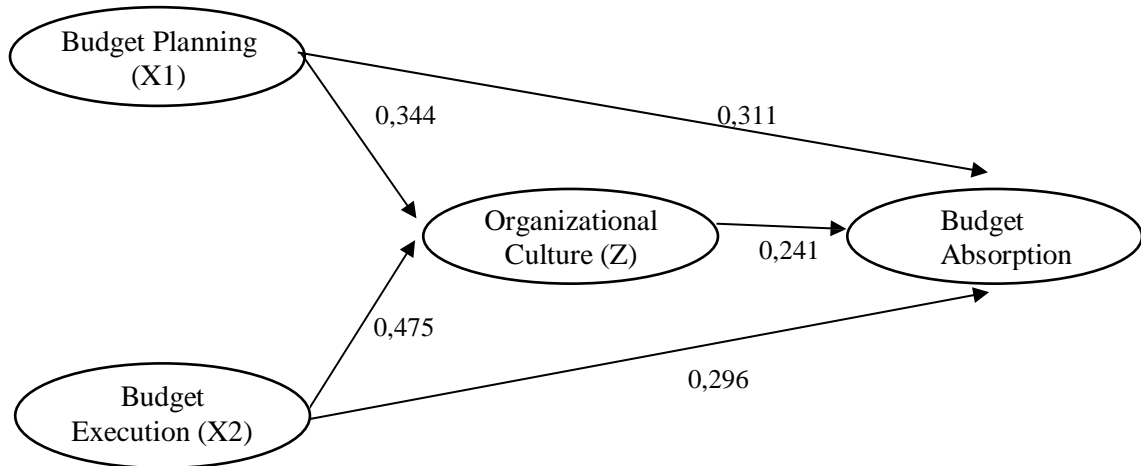 Budget Planning
(X1)
0,344
0,311
Organizational
Culture (Z)
0,241
Budget
Absorption
0,475
0,296
Budget
Execution (X2)